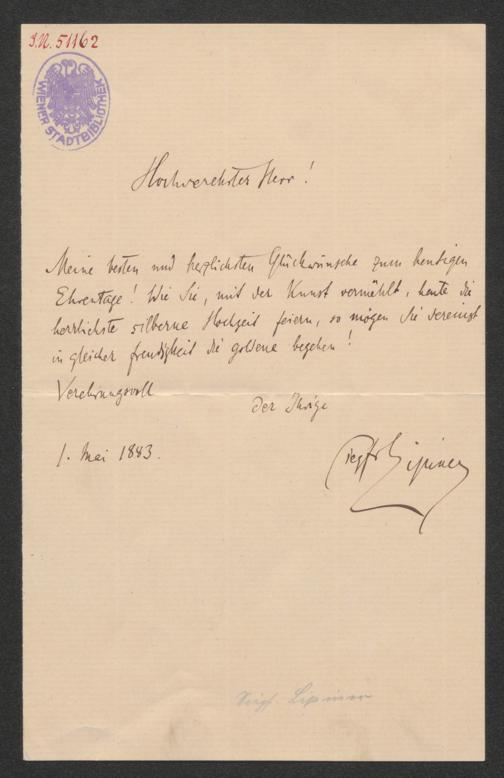 J.N. 51162
WIENER STADTBIBLIOTHEK
Hochverehrter Herr!
Meine besten und herzlichsten Glückwünsche zum heutigen
Ehrentage! Wie Sie, mit der Kunst vermählt, heute die
herrlichste silberne Hochzeit feiern, so mögen Sie dereinst
in gleicher Freudigkeit die goldene begehen!
Verehrungsvoll
der Ihrige
1. Mai 1883.
Siegfr Lipiner
Siegf. Lipiner